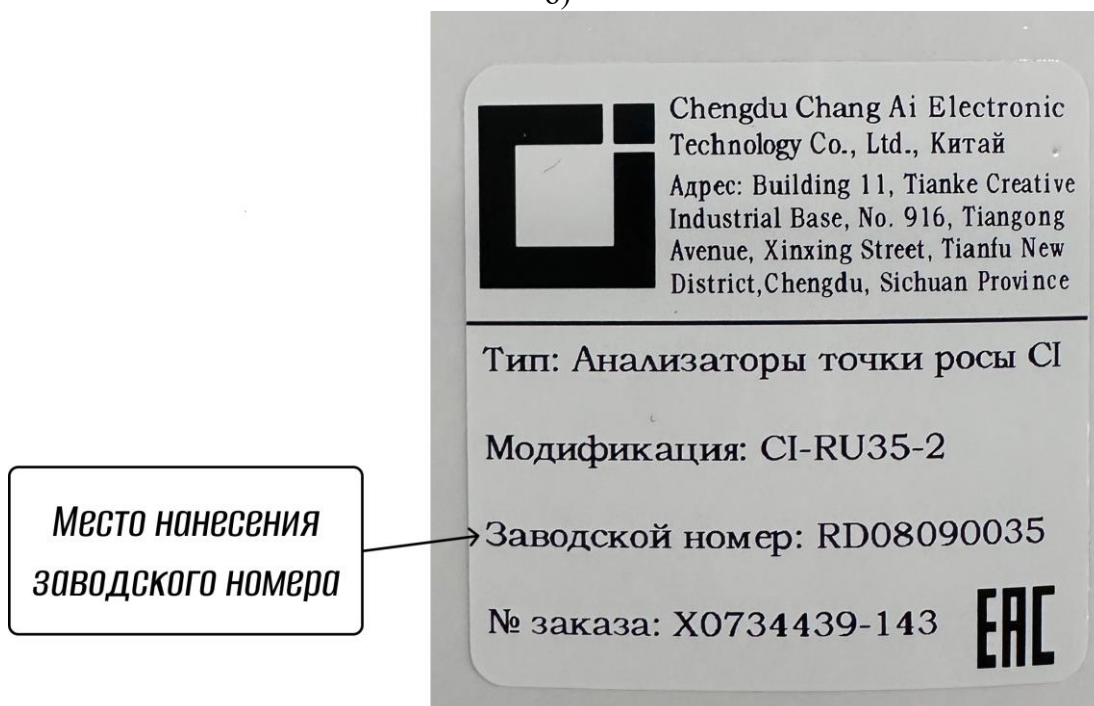 Chengdu Chang Ai Electronic
Technology Co., Ltd., Китай
Адрес: Building 11, Tianke Creative
Industrial Base, No. 916, Tiangong
Avenue, Xinxing Street, Tianfu New
District,Chengdu, Sichuan Province
Тип: Анализаторы точки росы CI
Модификация: CI-RU35-2
Место нанесения
заводского номера
Заводской номер: RD08090035
№ заказа: X0734439-143
EAC